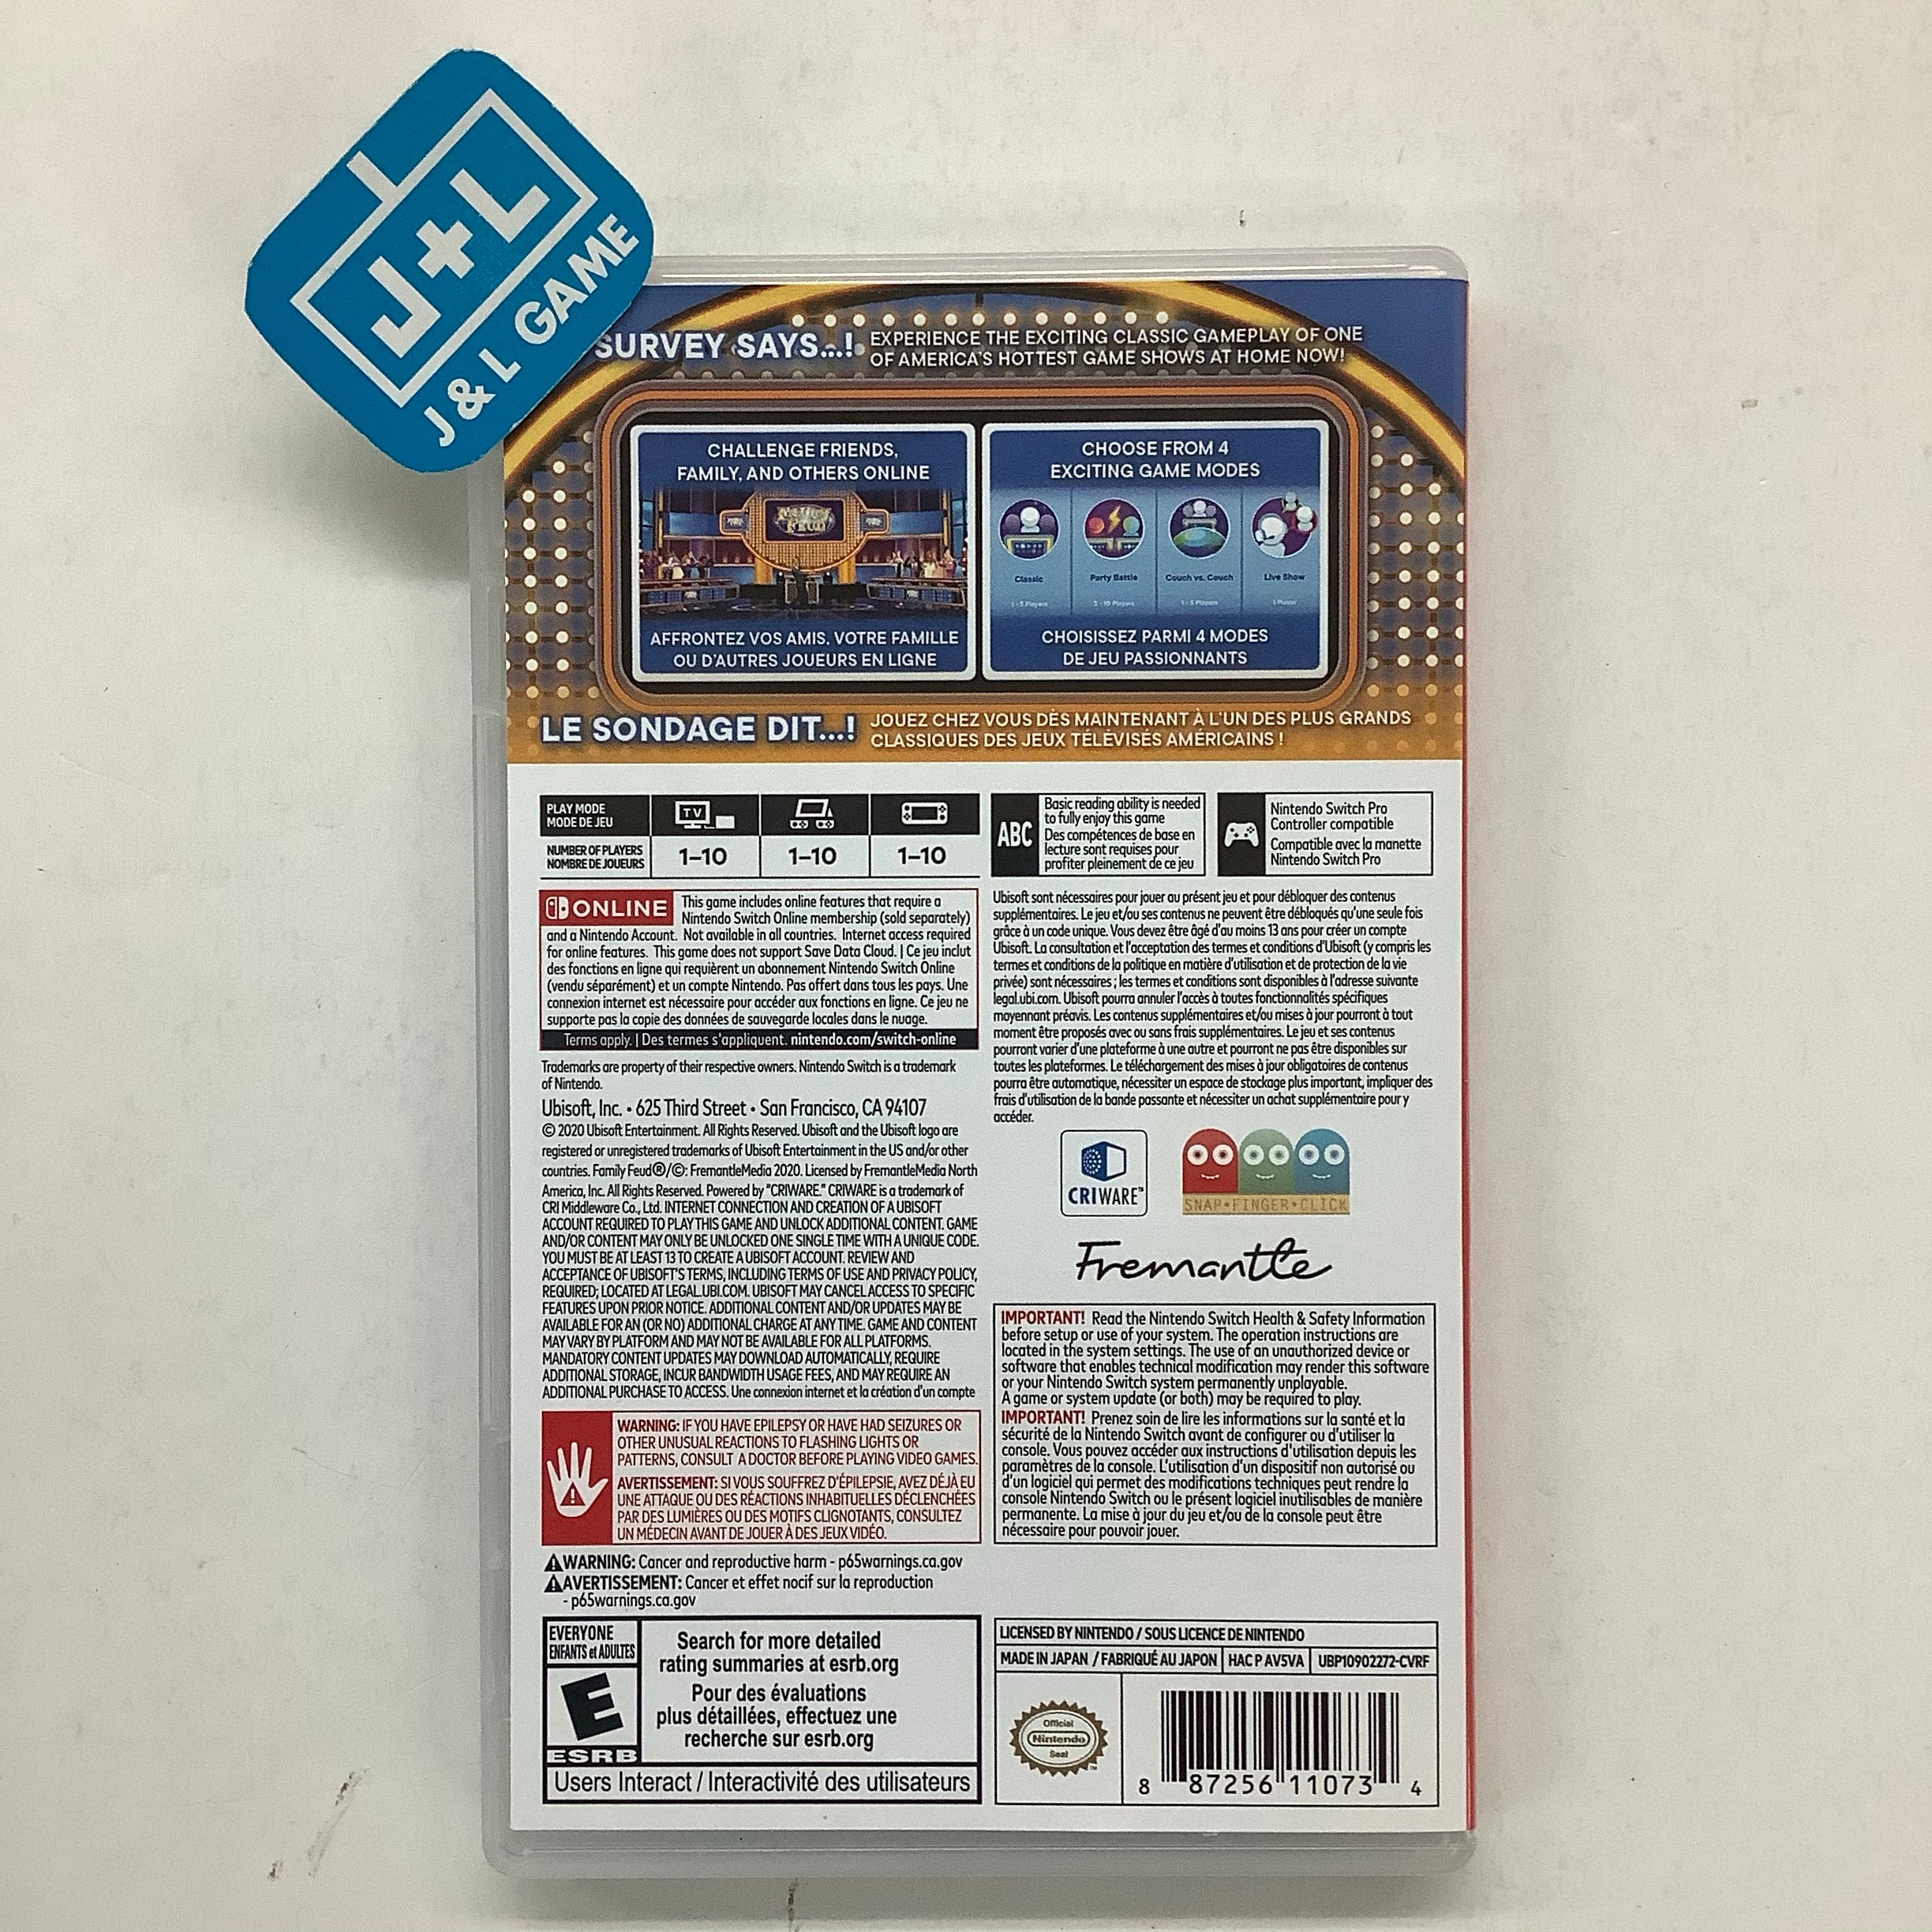 J+L
J & L GAME
SURVEY SAYS...!
EXPERIENCE THE EXCITING CLASSIC GAMEPLAY OF ONE
OF AMERICA'S HOTTEST GAME SHOWS AT HOME NOW!
CHALLENGE FRIENDS,
FAMILY, AND OTHERS ONLINE
FAMILY
FEUD
AFFRONTEZ VOS AMIS, VOTRE FAMILLE
OU D'AUTRES JOUEURS EN LIGNE
CHOOSE FROM 4
EXCITING GAME MODES
Classic
Party Battle
Couch vs. Couch
Live Show
1 - 5 Players
2 - 10 Players
1 - 5 Players
1 Player
CHOISISSEZ PARMI 4 MODES
DE JEU PASSIONNANTS
LE SONDAGE DIT...!
JOUEZ CHEZ VOUS DÈS MAINTENANT À L'UN DES PLUS GRANDS
CLASSIQUES DES JEUX TÉLÉVISÉS AMÉRICAINS !
PLAY MODE
MODE DE JEU
TV
NUMBER OF PLAYERS
NOMBRE DE JOUEURS
1–10
1–10
1–10
ABC
Basic reading ability is needed
to fully enjoy this game
Des compétences de base en
lecture sont requises pour
profiter pleinement de ce jeu
Nintendo Switch Pro
Controller compatible
Compatible avec la manette
Nintendo Switch Pro
ONLINE
This game includes online features that require a
Nintendo Switch Online membership (sold separately)
and a Nintendo Account. Not available in all countries. Internet access required
for online features. This game does not support Save Data Cloud. | Ce jeu inclut
des fonctions en ligne qui requièrent un abonnement Nintendo Switch Online
(vendu séparément) et un compte Nintendo. Pas offert dans tous les pays. Une
connexion internet est nécessaire pour accéder aux fonctions en ligne. Ce jeu ne
supporte pas la copie des données de sauvegarde locales dans le nuage.
Terms apply. | Des termes s'appliquent. nintendo.com/switch-online
Trademarks are property of their respective owners. Nintendo Switch is a trademark
of Nintendo.
Ubisoft, Inc. • 625 Third Street • San Francisco, CA 94107
© 2020 Ubisoft Entertainment. All Rights Reserved. Ubisoft and the Ubisoft logo are
registered or unregistered trademarks of Ubisoft Entertainment in the US and/or other
countries. Family Feud®/©: FremantleMedia 2020. Licensed by FremantleMedia North
America, Inc. All Rights Reserved. Powered by "CRIWARE." CRIWARE is a trademark of
CRI Middleware Co., Ltd. INTERNET CONNECTION AND CREATION OF A UBISOFT
ACCOUNT REQUIRED TO PLAY THIS GAME AND UNLOCK ADDITIONAL CONTENT. GAME
AND/OR CONTENT MAY ONLY BE UNLOCKED ONE SINGLE TIME WITH A UNIQUE CODE.
YOU MUST BE AT LEAST 13 TO CREATE A UBISOFT ACCOUNT. REVIEW AND
ACCEPTANCE OF UBISOFT'S TERMS, INCLUDING TERMS OF USE AND PRIVACY POLICY,
REQUIRED; LOCATED AT LEGAL.UBI.COM. UBISOFT MAY CANCEL ACCESS TO SPECIFIC
FEATURES UPON PRIOR NOTICE. ADDITIONAL CONTENT AND/OR UPDATES MAY BE
AVAILABLE FOR AN (OR NO) ADDITIONAL CHARGE AT ANY TIME. GAME AND CONTENT
MAY VARY BY PLATFORM AND MAY NOT BE AVAILABLE FOR ALL PLATFORMS.
MANDATORY CONTENT UPDATES MAY DOWNLOAD AUTOMATICALLY, REQUIRE
ADDITIONAL STORAGE, INCUR BANDWIDTH USAGE FEES, AND MAY REQUIRE AN
ADDITIONAL PURCHASE TO ACCESS. Une connexion internet et la création d'un compte
Ubisoft sont nécessaires pour jouer au présent jeu et pour débloquer des contenus
supplémentaires. Le jeu et/ou ses contenus ne peuvent être débloqués qu'une seule fois
grâce à un code unique. Vous devez être âgé d'au moins 13 ans pour créer un compte
Ubisoft. La consultation et l'acceptation des termes et conditions d'Ubisoft (y compris les
termes et conditions de la politique en matière d'utilisation et de protection de la vie
privée) sont nécessaires ; les termes et conditions sont disponibles à l'adresse suivante
legal.ubi.com. Ubisoft pourra annuler l'accès à toutes fonctionnalités spécifiques
moyennant préavis. Les contenus supplémentaires et/ou mises à jour pourront à tout
moment être proposés avec ou sans frais supplémentaires. Le jeu et ses contenus
pourront varier d'une plateforme à une autre et pourront ne pas être disponibles sur
toutes les plateformes. Le téléchargement des mises à jour obligatoires de contenus
pourra être automatique, nécessiter un espace de stockage plus important, impliquer des
frais d'utilisation de la bande passante et nécessiter un achat supplémentaire pour y
accéder.
CRIWARE™
SNAP•FINGER•CLICK
Fremantle
WARNING: IF YOU HAVE EPILEPSY OR HAVE HAD SEIZURES OR
OTHER UNUSUAL REACTIONS TO FLASHING LIGHTS OR
PATTERNS, CONSULT A DOCTOR BEFORE PLAYING VIDEO GAMES.
AVERTISSEMENT: SI VOUS SOUFFREZ D'ÉPILEPSIE, AVEZ DÉJÀ EU
UNE ATTAQUE OU DES RÉACTIONS INHABITUELLES DÉCLENCHÉES
PAR DES LUMIÈRES OU DES MOTIFS CLIGNOTANTS, CONSULTEZ
UN MÉDECIN AVANT DE JOUER À DES JEUX VIDÉO.
WARNING: Cancer and reproductive harm - p65warnings.ca.gov
AVERTISSEMENT: Cancer et effet nocif sur la reproduction
- p65warnings.ca.gov
IMPORTANT! Read the Nintendo Switch Health & Safety Information
before setup or use of your system. The operation instructions are
located in the system settings. The use of an unauthorized device or
software that enables technical modification may render this software
or your Nintendo Switch system permanently unplayable.
A game or system update (or both) may be required to play.
IMPORTANT! Prenez soin de lire les informations sur la santé et la
sécurité de la Nintendo Switch avant de configurer ou d'utiliser la
console. Vous pouvez accéder aux instructions d'utilisation depuis les
paramètres de la console. L'utilisation d'un dispositif non autorisé ou
d'un logiciel qui permet des modifications techniques peut rendre la
console Nintendo Switch ou le présent logiciel inutilisables de manière
permanente. La mise à jour du jeu et/ou de la console peut être
nécessaire pour pouvoir jouer.
EVERYONE
ENFANTS et ADULTES
E
ESRB
Search for more detailed
rating summaries at esrb.org
Pour des évaluations
plus détaillées, effectuez une
recherche sur esrb.org
Users Interact / Interactivité des utilisateurs
LICENSED BY NINTENDO / SOUS LICENCE DE NINTENDO
MADE IN JAPAN / FABRIQUÉ AU JAPON
HAC P AV5VA
UBP10902272-CVRF
Official
Nintendo
Seal
8 87256 11073 4